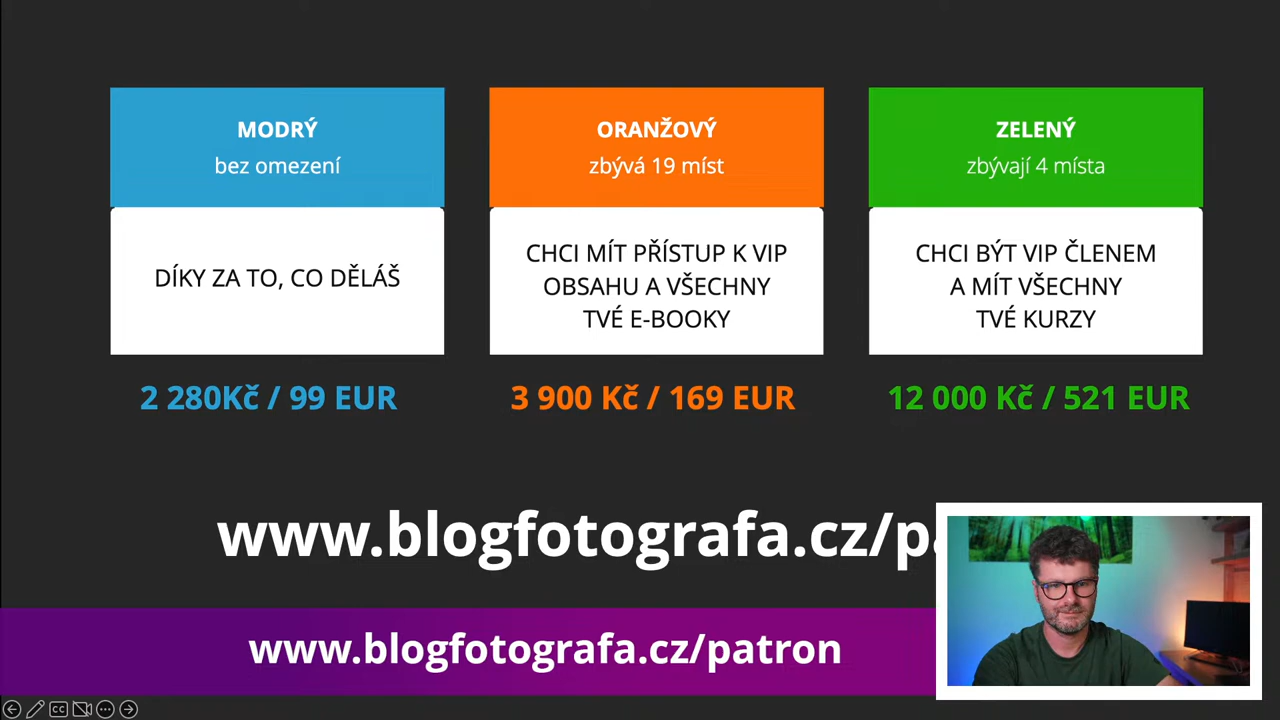 MODRÝ
bez omezení
DÍKY ZA TO, CO DĚLÁŠ
2 280Kč / 99 EUR
ORANŽOVÝ
zbývá 19 míst
CHCI MÍT PŘÍSTUP K VIP
OBSAHU A VŠECHNY
TVÉ E-BOOKY
3 900 Kč / 169 EUR
ZELENÝ
zbývají 4 místa
CHCI BÝT VIP ČLENEM
A MÍT VŠECHNY
TVÉ KURZY
12 000 Kč / 521 EUR
www.blogfotografa.cz/pa
www.blogfotografa.cz/patron
CC